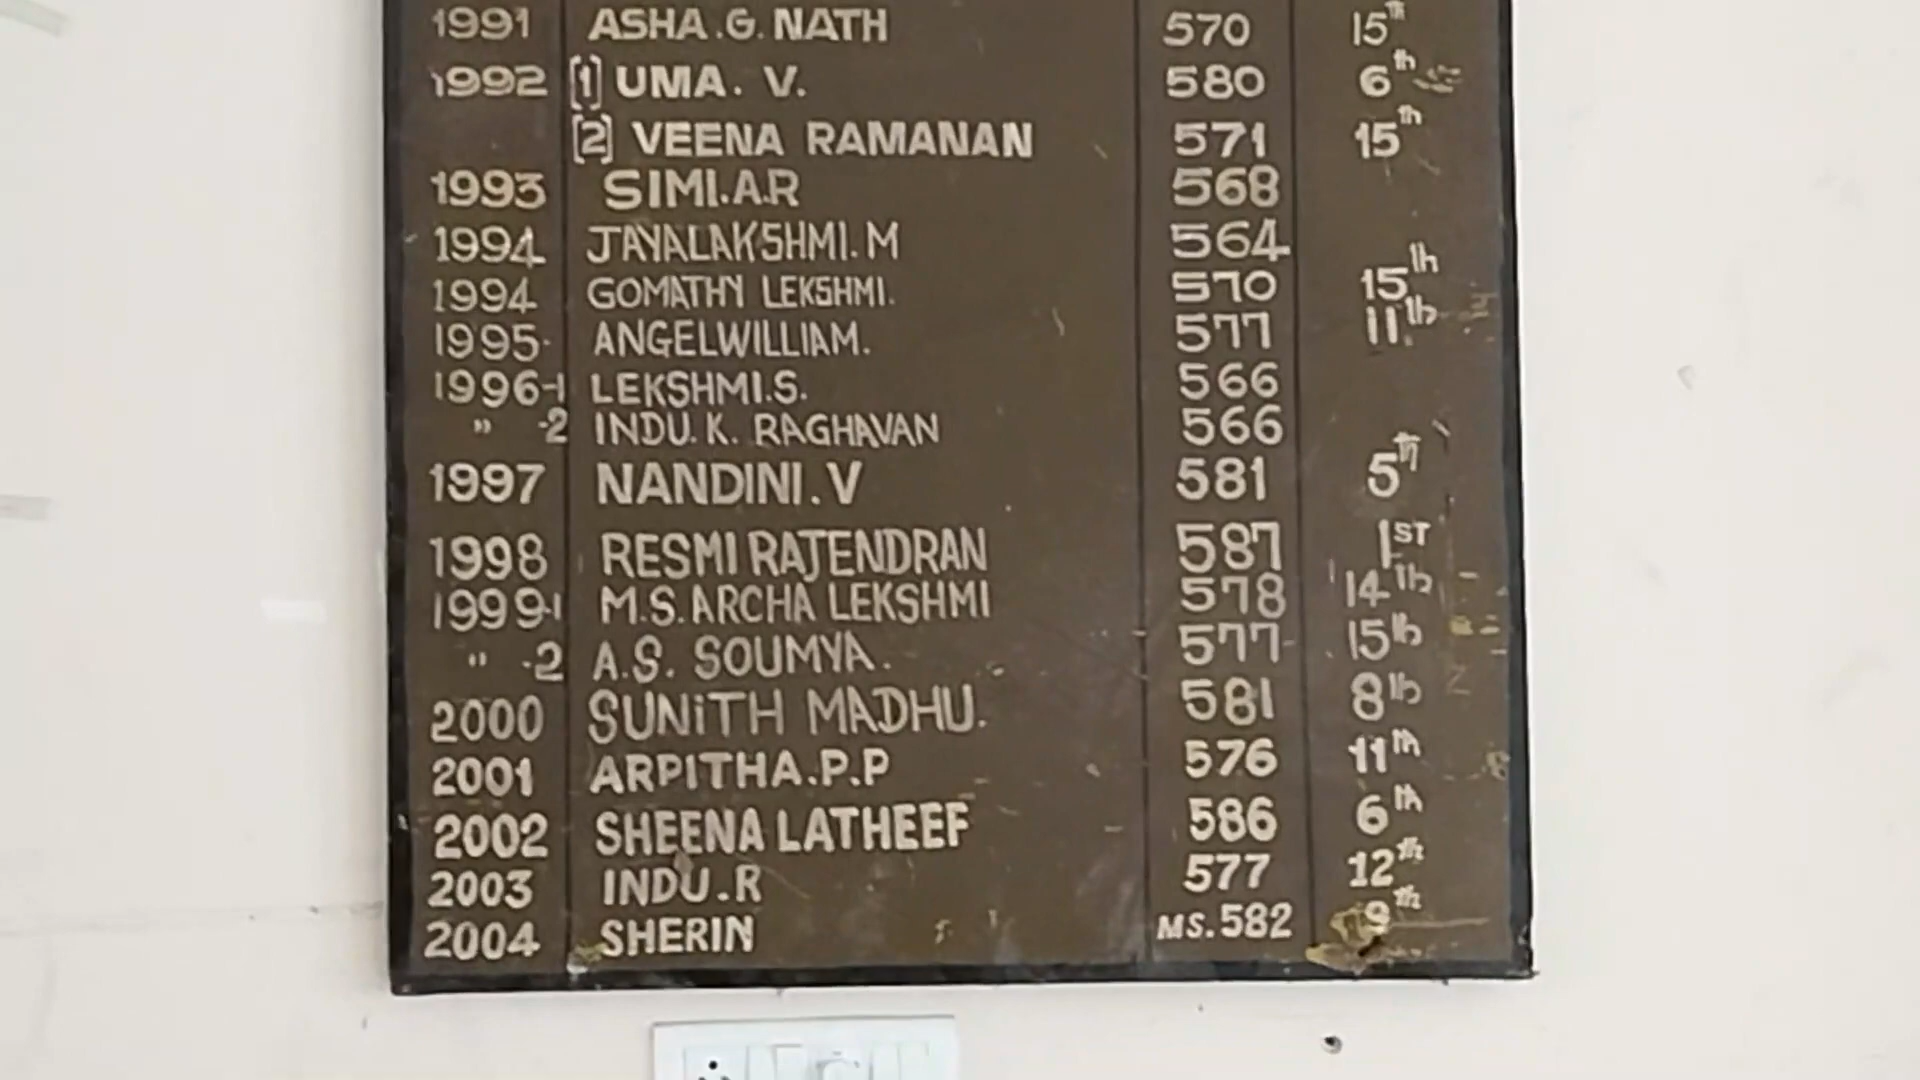 1991 ASHA.G.NATH 570 15TH
1992 [1] UMA. V. 580 6th
[2] VEENA RAMANAN 571 15th
1993 SIMI.A.R 568
1994 JAYALAKSHMI.M 564
1994 GOMATHY LEKSHMI. 570 15th
1995- ANGELWILLIAM. 577 11th
1996-1 LEKSHMI.S. 566
" -2 INDU.K. RAGHAVAN 566
1997 NANDINI.V 581 5th
1998 RESMI RAJENDRAN 587 1ST
1999-1 M.S.ARCHA LEKSHMI 578 14th
" -2 A.S. SOUMYA. 577 15th
2000 SUNiTH MADHU. 581 8th
2001 ARPITHA.P.P 576 11th
2002 SHEENA LATHEEF 586 6th
2003 INDU.R 577 12th
2004 SHERIN MS.582 9th